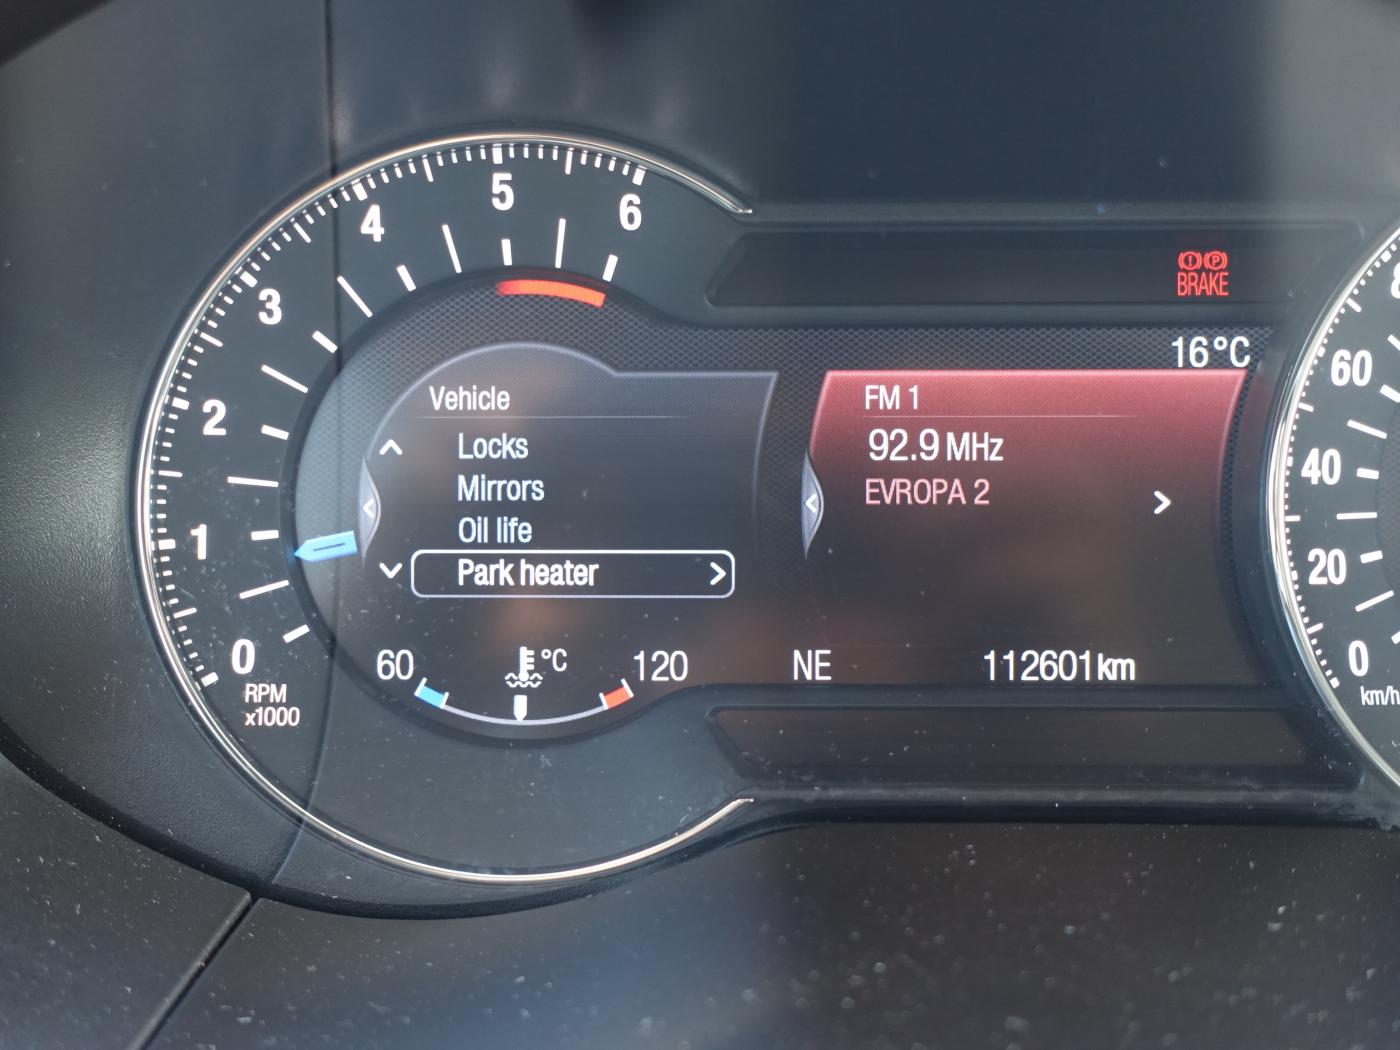 0
1
2
3
4
5
6
RPM
x1000
BRAKE
16°C
Vehicle
Locks
Mirrors
Oil life
Park heater
FM 1
92.9 MHz
EVROPA 2
60
°C
120
NE
112601 km
60
40
20
0
km/h